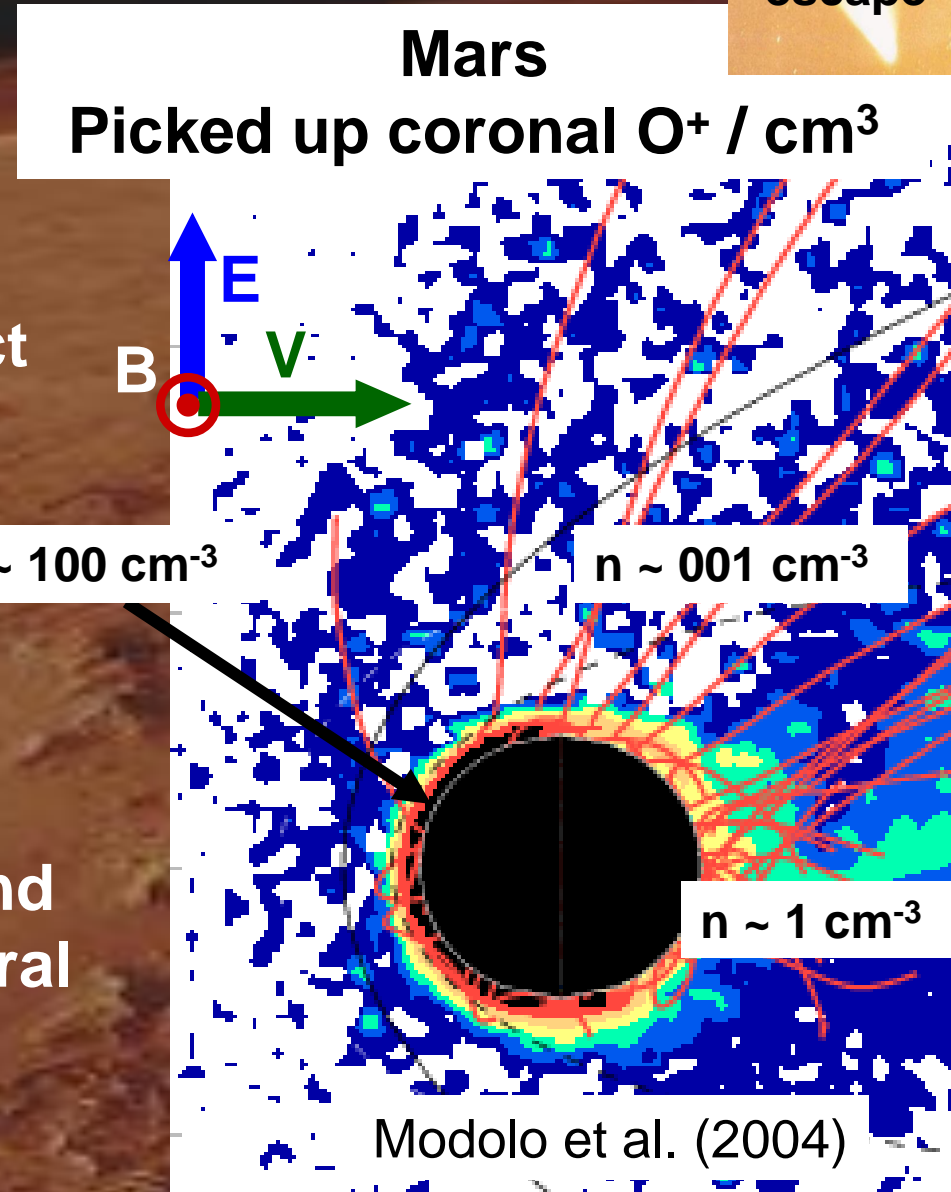 Mars
Picked up coronal O⁺ / cm³
E
B
V
~ 100 cm⁻³
n ~ 001 cm⁻³
n ~ 1 cm⁻³
Modolo et al. (2004)